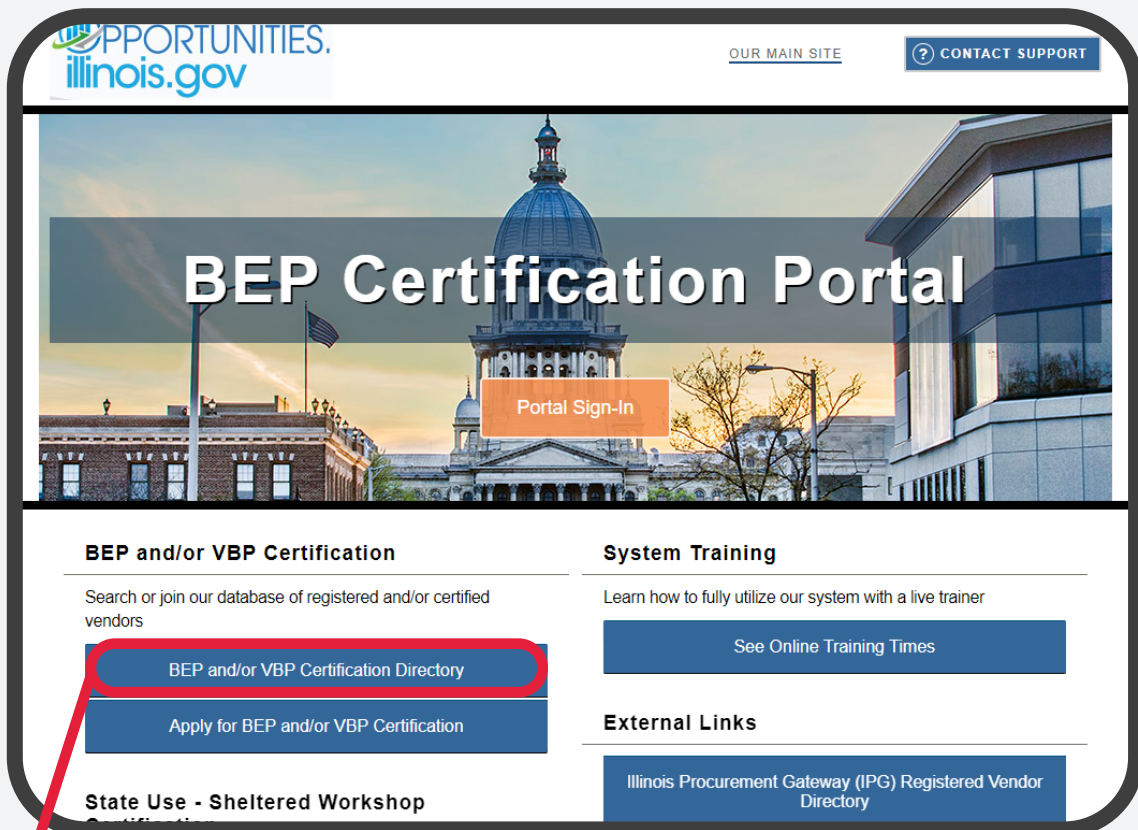 OPPORTUNITIES.
illinois.gov
OUR MAIN SITE
? CONTACT SUPPORT
BEP Certification Portal
Portal Sign-In
BEP and/or VBP Certification
Search or join our database of registered and/or certified
vendors
BEP and/or VBP Certification Directory
Apply for BEP and/or VBP Certification
State Use - Sheltered Workshop
Certification
System Training
Learn how to fully utilize our system with a live trainer
See Online Training Times
External Links
Illinois Procurement Gateway (IPG) Registered Vendor
Directory